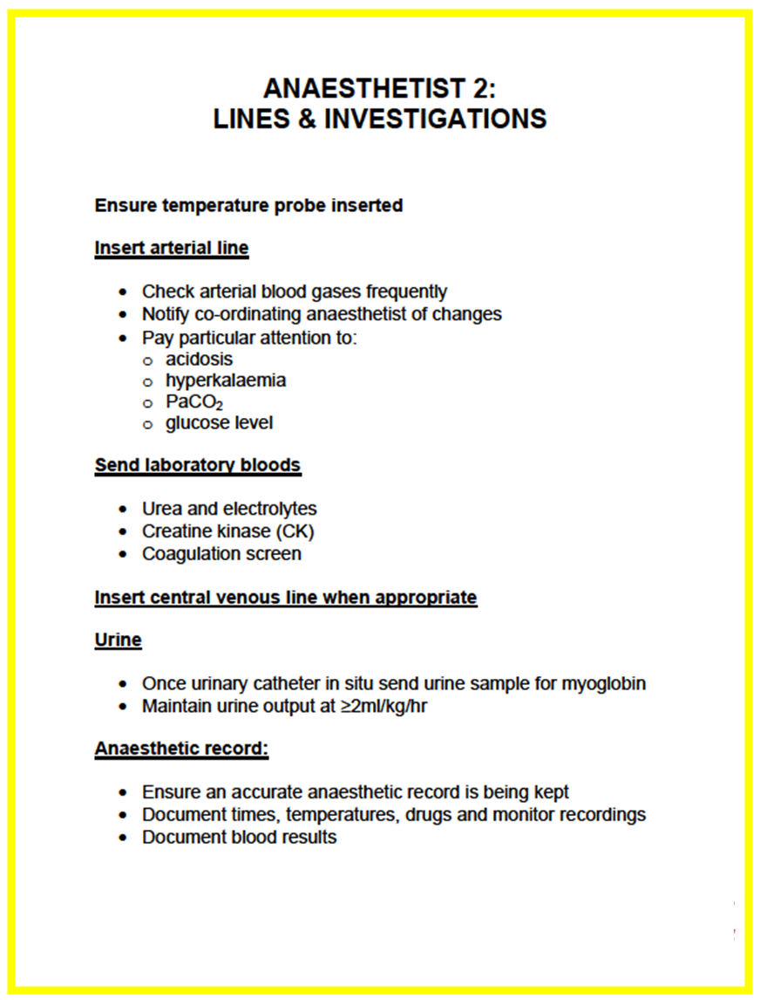 ANAESTHETIST 2:
LINES & INVESTIGATIONS
Ensure temperature probe inserted
Insert arterial line
• Check arterial blood gases frequently
• Notify co-ordinating anaesthetist of changes
• Pay particular attention to:
o acidosis
o hyperkalaemia
o PaCO₂
o glucose level
Send laboratory bloods
• Urea and electrolytes
• Creatine kinase (CK)
• Coagulation screen
Insert central venous line when appropriate
Urine
• Once urinary catheter in situ send urine sample for myoglobin
• Maintain urine output at ≥2ml/kg/hr
Anaesthetic record:
• Ensure an accurate anaesthetic record is being kept
• Document times, temperatures, drugs and monitor recordings
• Document blood results